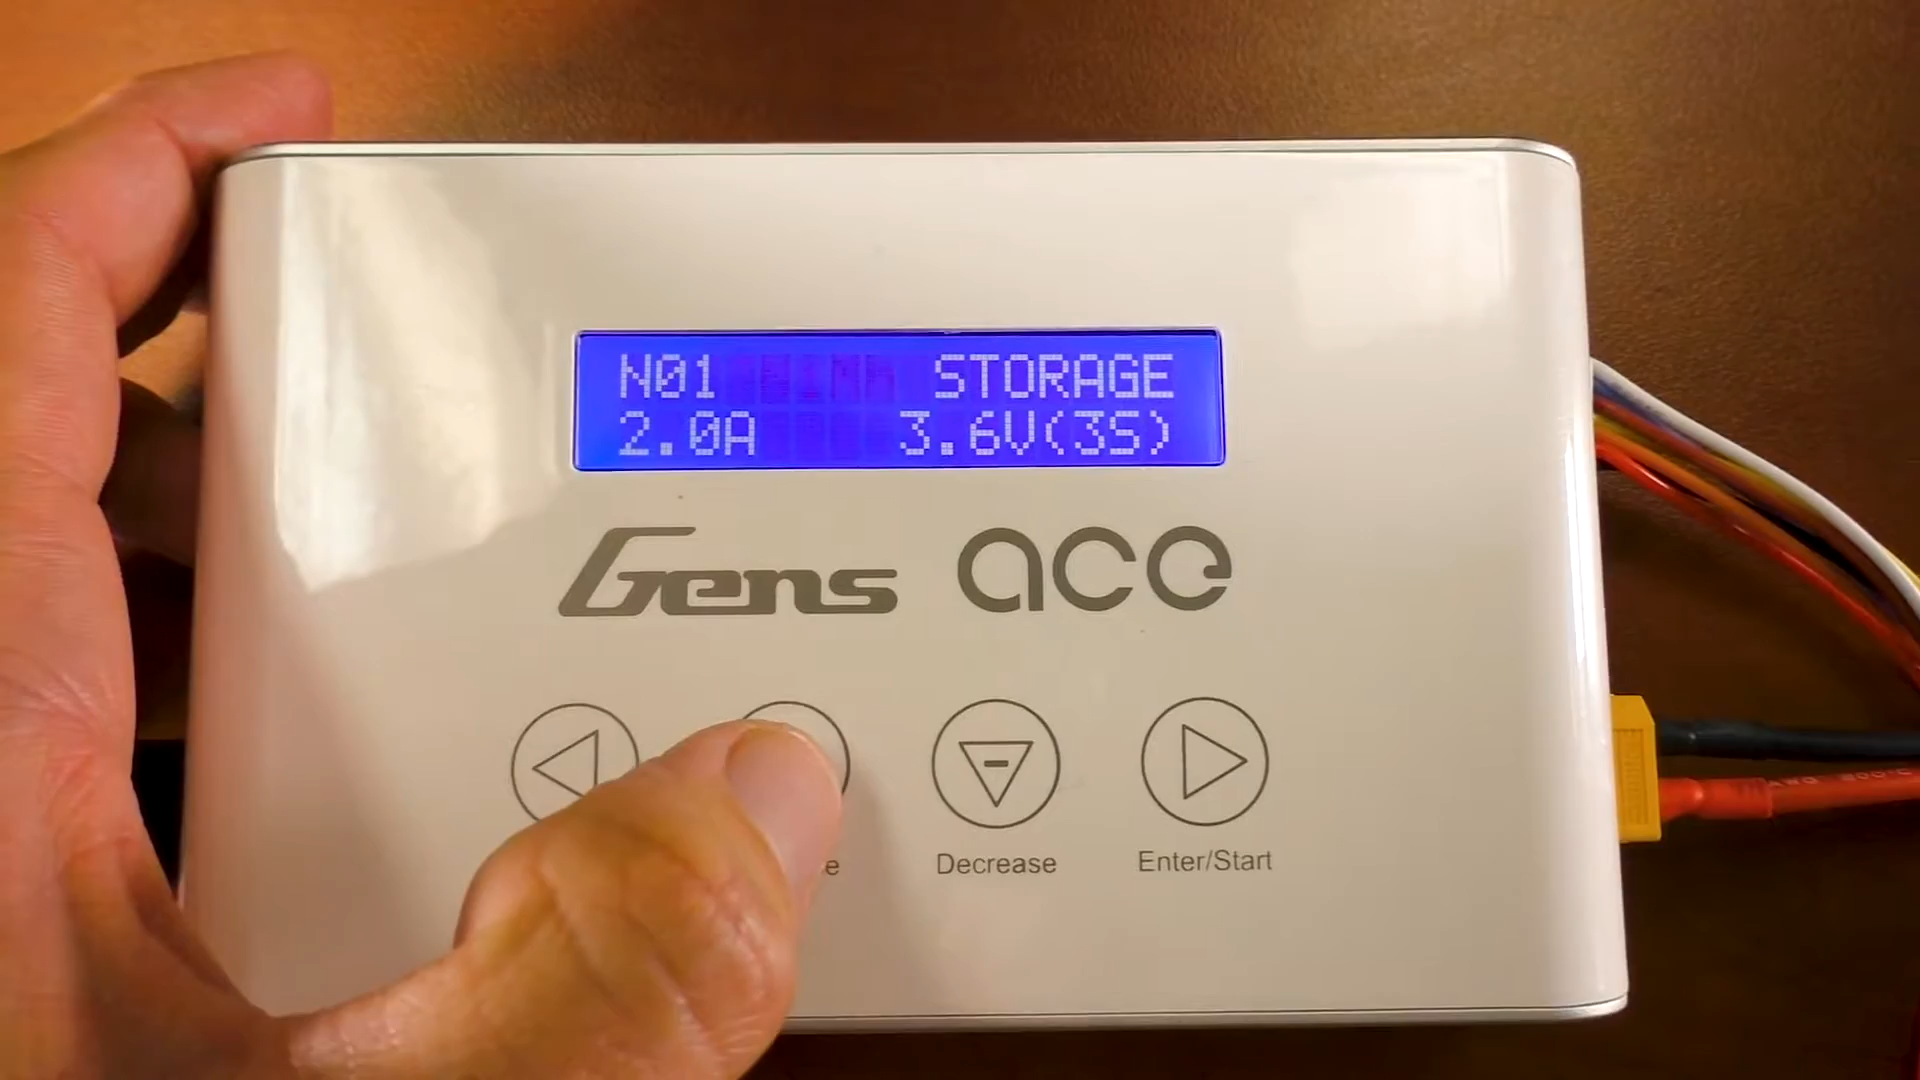 N01 STORAGE
2.0A 3.6V(3S)
Gens ace
Decrease Enter/Start